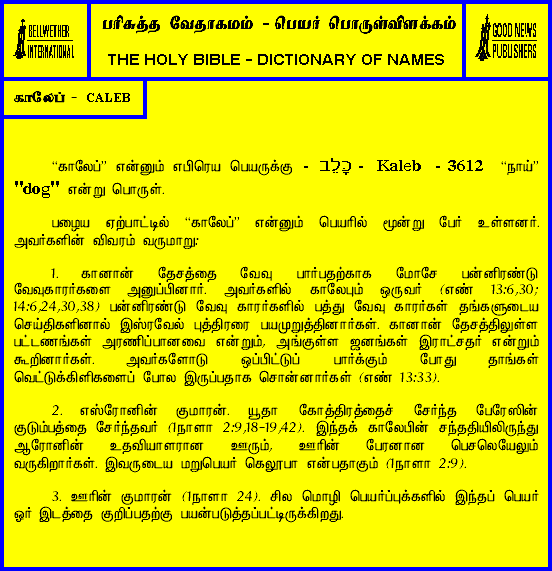 BELLWETHER
INTERNATIONAL
பரிசுத்த வேதாகமம் - பெயர் பொருள்விளக்கம்
THE HOLY BIBLE - DICTIONARY OF NAMES
GOOD NEWS
PUBLISHERS
காலேப் - CALEB
“காலேப்” என்னும் எபிரெய பெயருக்கு - כָּלֵב - Kaleb - 3612 “நாய்”
"dog" என்று பொருள்.
பழைய ஏற்பாட்டில் “காலேப்” என்னும் பெயரில் மூன்று பேர் உள்ளனர்.
அவர்களின் விவரம் வருமாறு:
1. கானான் தேசத்தை வேவு பார்பதற்காக மோசே பன்னிரண்டு
வேவுகாரர்களை அனுப்பினார். அவர்களில் காலேபும் ஒருவர் (எண் 13:6,30;
14:6,24,30,38) பன்னிரண்டு வேவு காரர்களில் பத்து வேவு காரர்கள் தங்களுடைய
செய்திகளினால் இஸ்ரவேல் புத்திரரை பயமுறுத்தினார்கள். கானான் தேசத்திலுள்ள
பட்டணங்கள் அரணிப்பானவை என்றும், அங்குள்ள ஜனங்கள் இராட்சதர் என்றும்
கூறினார்கள். அவர்களோடு ஒப்பிட்டுப் பார்க்கும் போது தாங்கள்
வெட்டுக்கிளிகளைப் போல இருப்பதாக சொன்னார்கள் (எண் 13:33).
2. எஸ்ரோனின் குமாரன். யூதா கோத்திரத்தைச் சேர்ந்த பேரேஸின்
குடும்பத்தை சேர்ந்தவர் (1நாளா 2:9,18-19,42). இந்தக் காலேபின் சந்ததியிலிருந்து
ஆரோனின் உதவியாளரான ஊரும், ஊரின் பேரனான பெசலெயேலும்
வருகிறார்கள். இவருடைய மறுபெயர் கெலூபா என்பதாகும் (1நாளா 2:9).
3. ஊரின் குமாரன் (1நாளா 24). சில மொழி பெயர்ப்புக்களில் இந்தப் பெயர்
ஓர் இடத்தை குறிப்பதற்கு பயன்படுத்தப்பட்டிருக்கிறது.